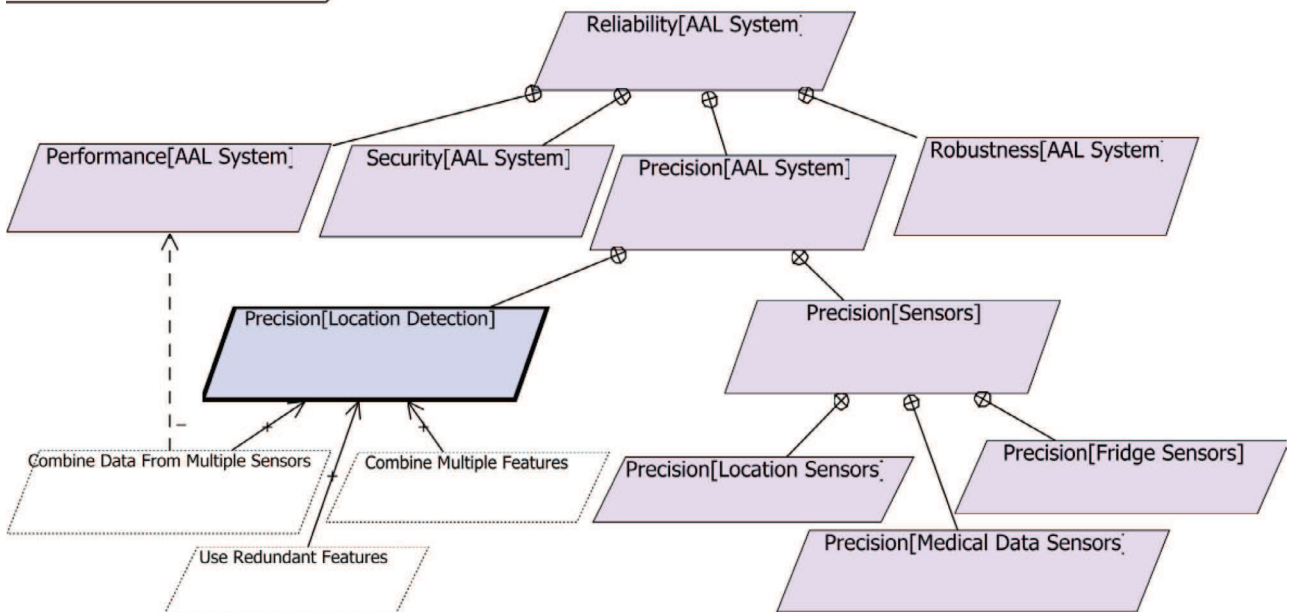 Reliability[AAL System]
Performance[AAL System]
Security[AAL System]
Precision[AAL System]
Robustness[AAL System]
Precision[Location Detection]
Precision[Sensors]
–
+
+
+
Combine Data From Multiple Sensors
Combine Multiple Features
Precision[Location Sensors]
Precision[Fridge Sensors]
Use Redundant Features
Precision[Medical Data Sensors]